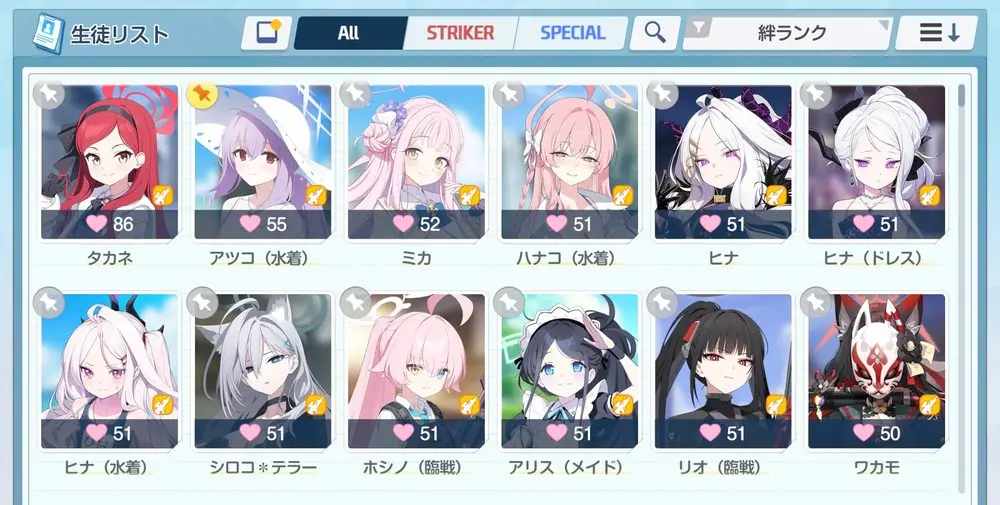 生徒リスト
All
STRIKER
SPECIAL
絆ランク
86
55
52
51
51
51
タカネ
アツコ（水着）
ミカ
ハナコ（水着）
ヒナ
ヒナ（ドレス）
51
51
51
51
51
50
ヒナ（水着）
シロコ＊テラー
ホシノ（臨戦）
アリス（メイド）
リオ（臨戦）
ワカモ